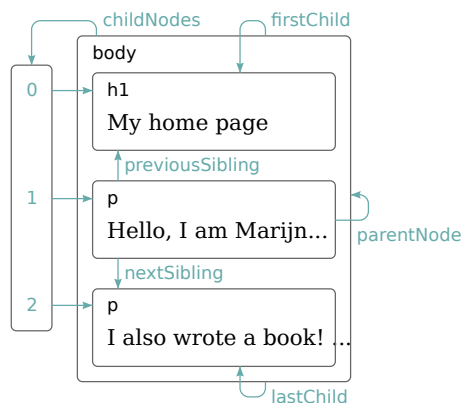 childNodes firstChild
body
0 h1
My home page
previousSibling
1 p
Hello, I am Marijn...
parentNode
nextSibling
2 p
I also wrote a book! ...
lastChild